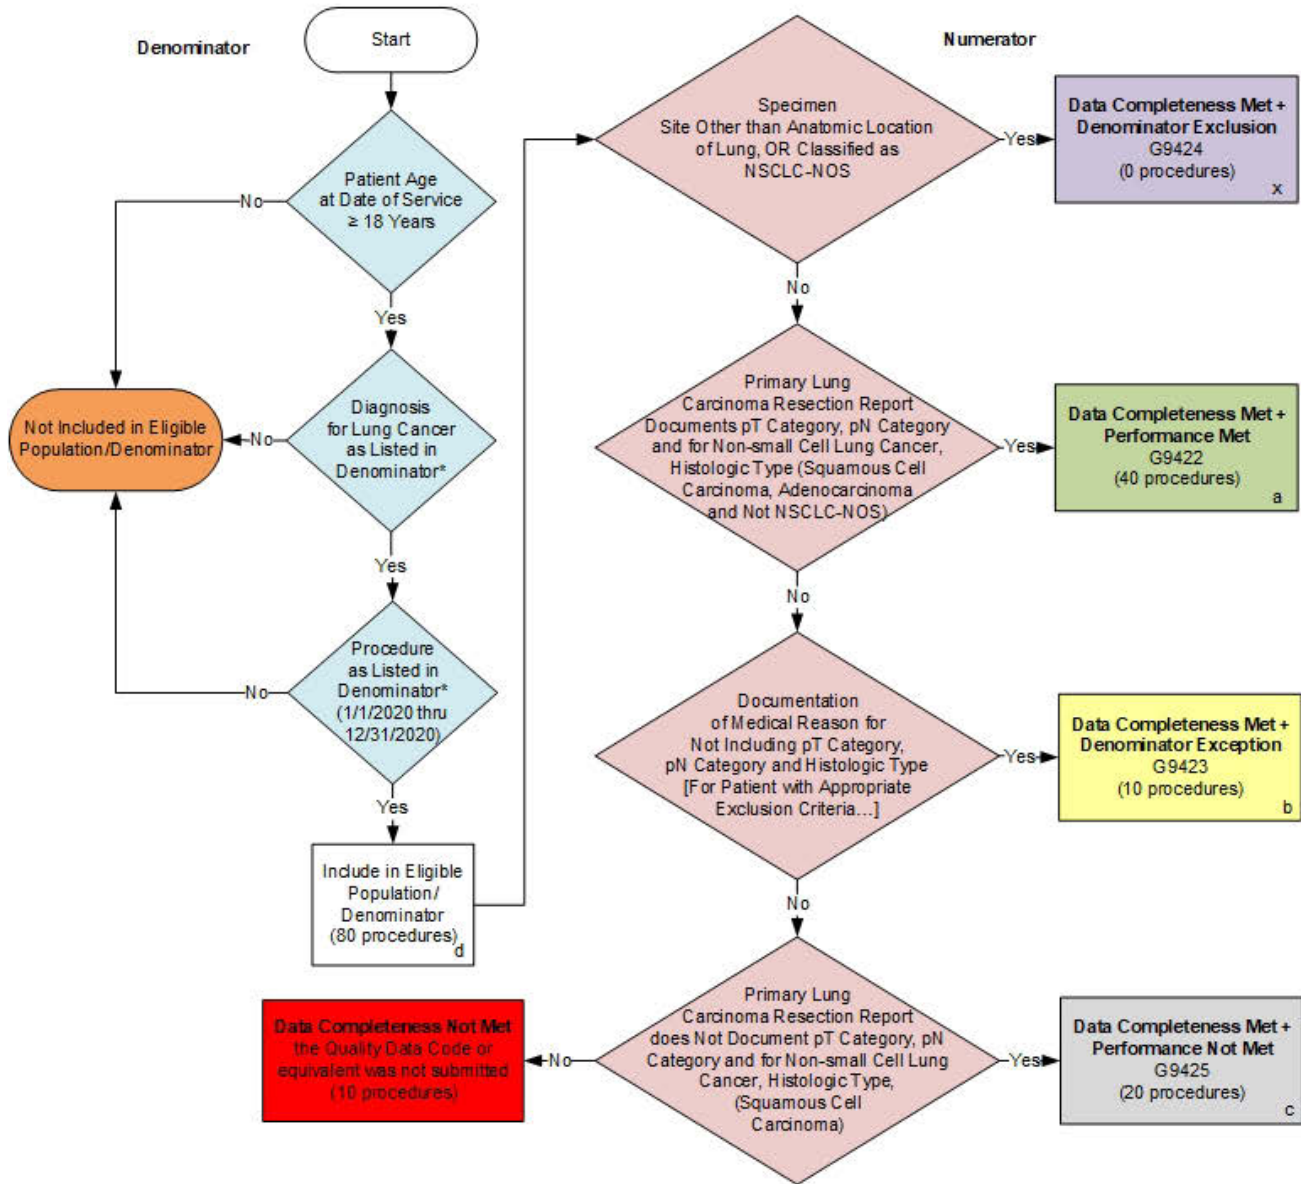 Denominator
Start
Numerator
Patient Age
at Date of Service
≥ 18 Years
No
Yes
Diagnosis
for Lung Cancer
as Listed in
Denominator*
No
Not Included in Eligible
Population/Denominator
Yes
Procedure
as Listed in
Denominator*
(1/1/2020 thru
12/31/2020)
No
Yes
Include in Eligible
Population/
Denominator
(80 procedures)
d
Specimen
Site Other than Anatomic Location
of Lung, OR Classified as
NSCLC-NOS
Yes
Data Completeness Met +
Denominator Exclusion
G9424
(0 procedures)
x
No
Primary Lung
Carcinoma Resection Report
Documents pT Category, pN Category
and for Non-small Cell Lung Cancer,
Histologic Type (Squamous Cell
Carcinoma, Adenocarcinoma
and Not NSCLC-NOS)
Yes
Data Completeness Met +
Performance Met
G9422
(40 procedures)
a
No
Documentation
of Medical Reason for
Not Including pT Category,
pN Category and Histologic Type
[For Patient with Appropriate
Exclusion Criteria...]
Yes
Data Completeness Met +
Denominator Exception
G9423
(10 procedures)
b
No
Primary Lung
Carcinoma Resection Report
does Not Document pT Category, pN
Category and for Non-small Cell Lung
Cancer, Histologic Type,
(Squamous Cell
Carcinoma)
Yes
Data Completeness Met +
Performance Not Met
G9425
(20 procedures)
c
No
Data Completeness Not Met
the Quality Data Code or
equivalent was not submitted
(10 procedures)